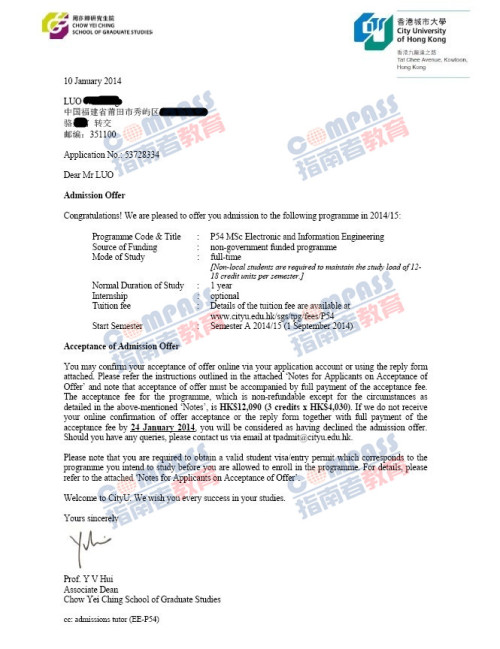 周亦卿研究生院
CHOW YEI CHING
SCHOOL OF GRADUATE STUDIES
香港城市大學
City University
of Hong Kong
香港九龍達之路
Tat Chee Avenue, Kowloon,
Hong Kong
10 January 2014
LUO
中国福建省莆田市秀屿区
骆 转交
邮编：351100
Application No.: 53728334
Dear Mr LUO
Admission Offer
Congratulations! We are pleased to offer you admission to the following programme in 2014/15:
Programme Code & Title : P54 MSc Electronic and Information Engineering
Source of Funding : non-government funded programme
Mode of Study : full-time
[Non-local students are required to maintain the study load of 12-
18 credit units per semester.]
Normal Duration of Study : 1 year
Internship : optional
Tuition fee : Details of the tuition fee are available at
www.cityu.edu.hk/sgs/tpg/fees/P54
Start Semester : Semester A 2014/15 (1 September 2014)
Acceptance of Admission Offer
You may confirm your acceptance of offer online via your application account or using the reply form
attached. Please refer the instructions outlined in the attached ‘Notes for Applicants on Acceptance of
Offer’ and note that acceptance of offer must be accompanied by full payment of the acceptance fee.
The acceptance fee for the programme, which is non-refundable except for the circumstances as
detailed in the above-mentioned ‘Notes’, is HK$12,090 (3 credits x HK$4,030). If we do not receive
your online confirmation of offer acceptance or the reply form together with full payment of the
acceptance fee by 24 January 2014, you will be considered as having declined the admission offer.
Should you have any queries, please contact us via email at tpadmit@cityu.edu.hk.
Please note that you are required to obtain a valid student visa/entry permit which corresponds to the
programme you intend to study before you are allowed to enroll in the programme. For details, please
refer to the attached ‘Notes for Applicants on Acceptance of Offer’.
Welcome to CityU. We wish you every success in your studies.
Yours sincerely
Prof. Y V Hui
Associate Dean
Chow Yei Ching School of Graduate Studies
cc: admissions tutor (EE-P54)
COMPASS
指南者教育
COMPASS
指南者教育
COMPASS
指南者教育
COMPASS
指南者教育
COMPASS
指南者教育
COMPASS
指南者教育